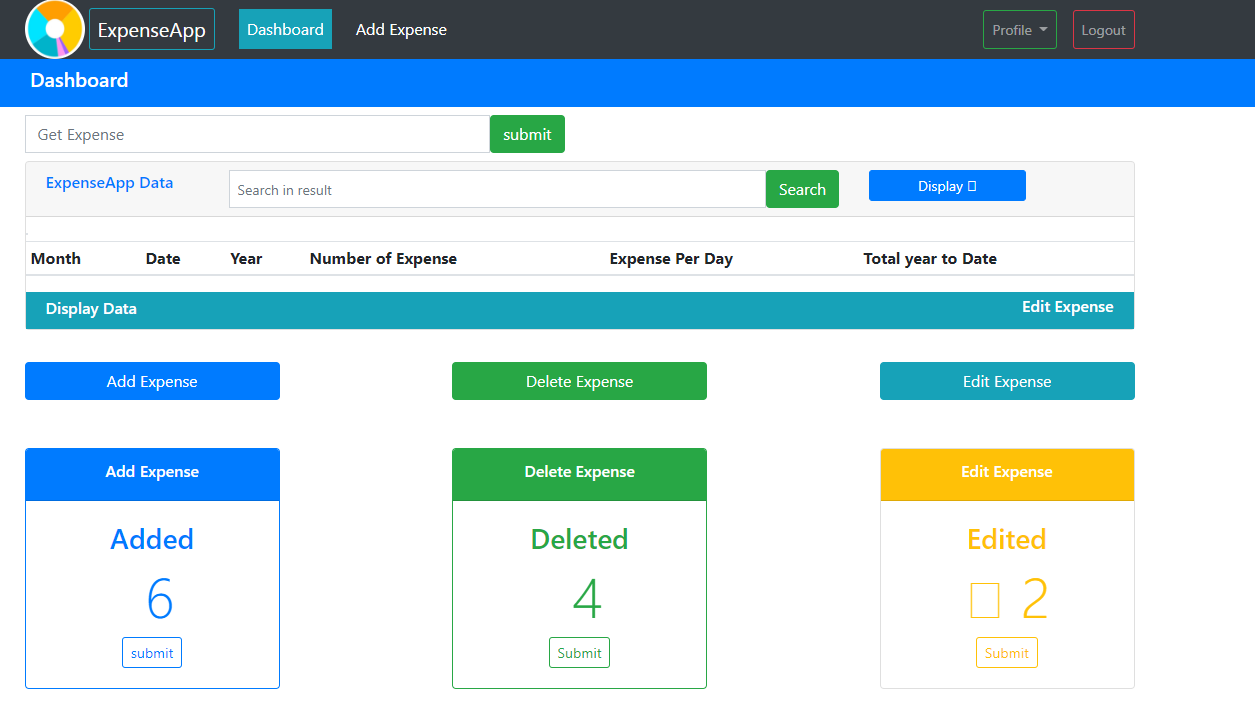 ExpenseApp Dashboard Add Expense Profile Logout
Dashboard
Get Expense submit
ExpenseApp Data Search in result Search Display
Month Date Year Number of Expense Expense Per Day Total year to Date
Display Data Edit Expense
Add Expense Delete Expense Edit Expense
Add Expense Delete Expense Edit Expense
Added Deleted Edited
6 4 2
submit Submit Submit